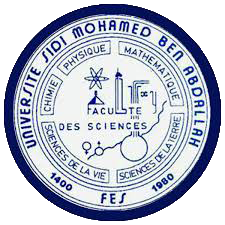 UNIVERSITE SIDI MOHAMED BEN ABDALLAH
CHIMIE
PHYSIQUE
MATHEMATIQUE
FACULTE
DES SCIENCES
SCIENCES DE LA VIE
SCIENCES DE LA TERRE
1400
FES
1980